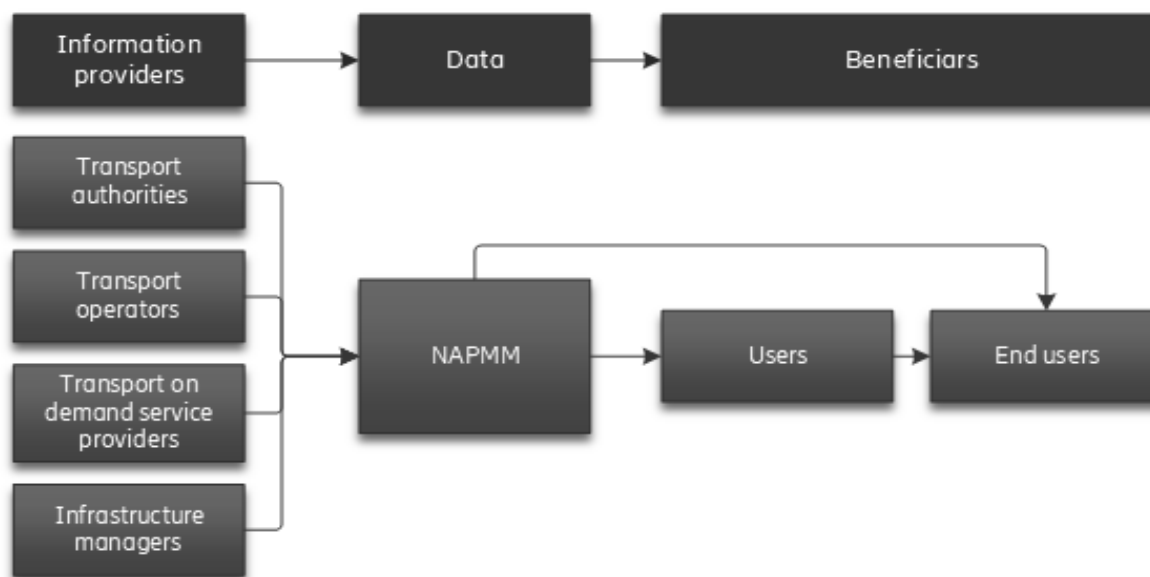 Information
providers
Data
Beneficiars
Transport
authorities
Transport
operators
Transport on
demand service
providers
Infrastructure
managers
NAPMM
Users
End users